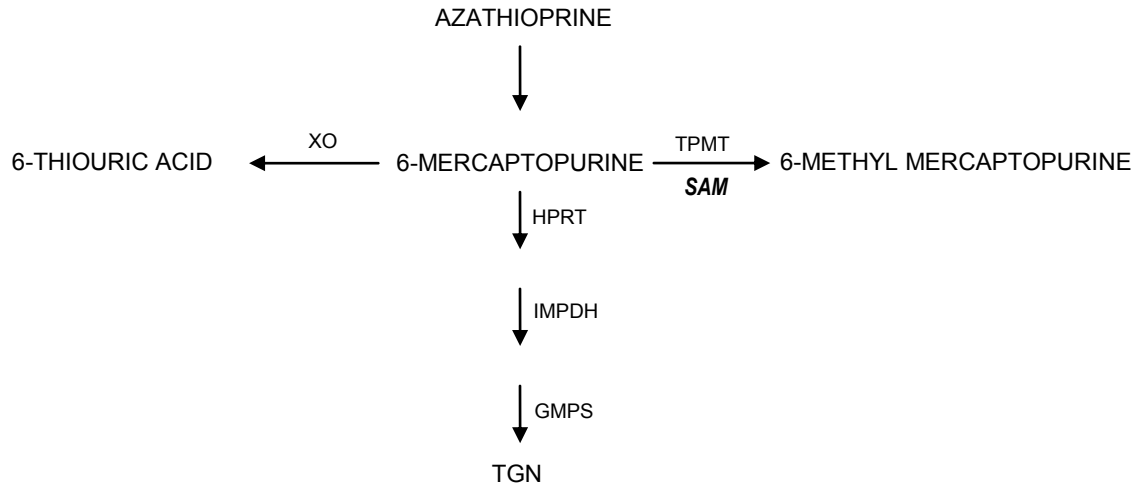 AZATHIOPRINE
XO
TPMT
6-THIOURIC ACID
6-MERCAPTOPURINE
6-METHYL MERCAPTOPURINE
SAM
HPRT
IMPDH
GMPS
TGN